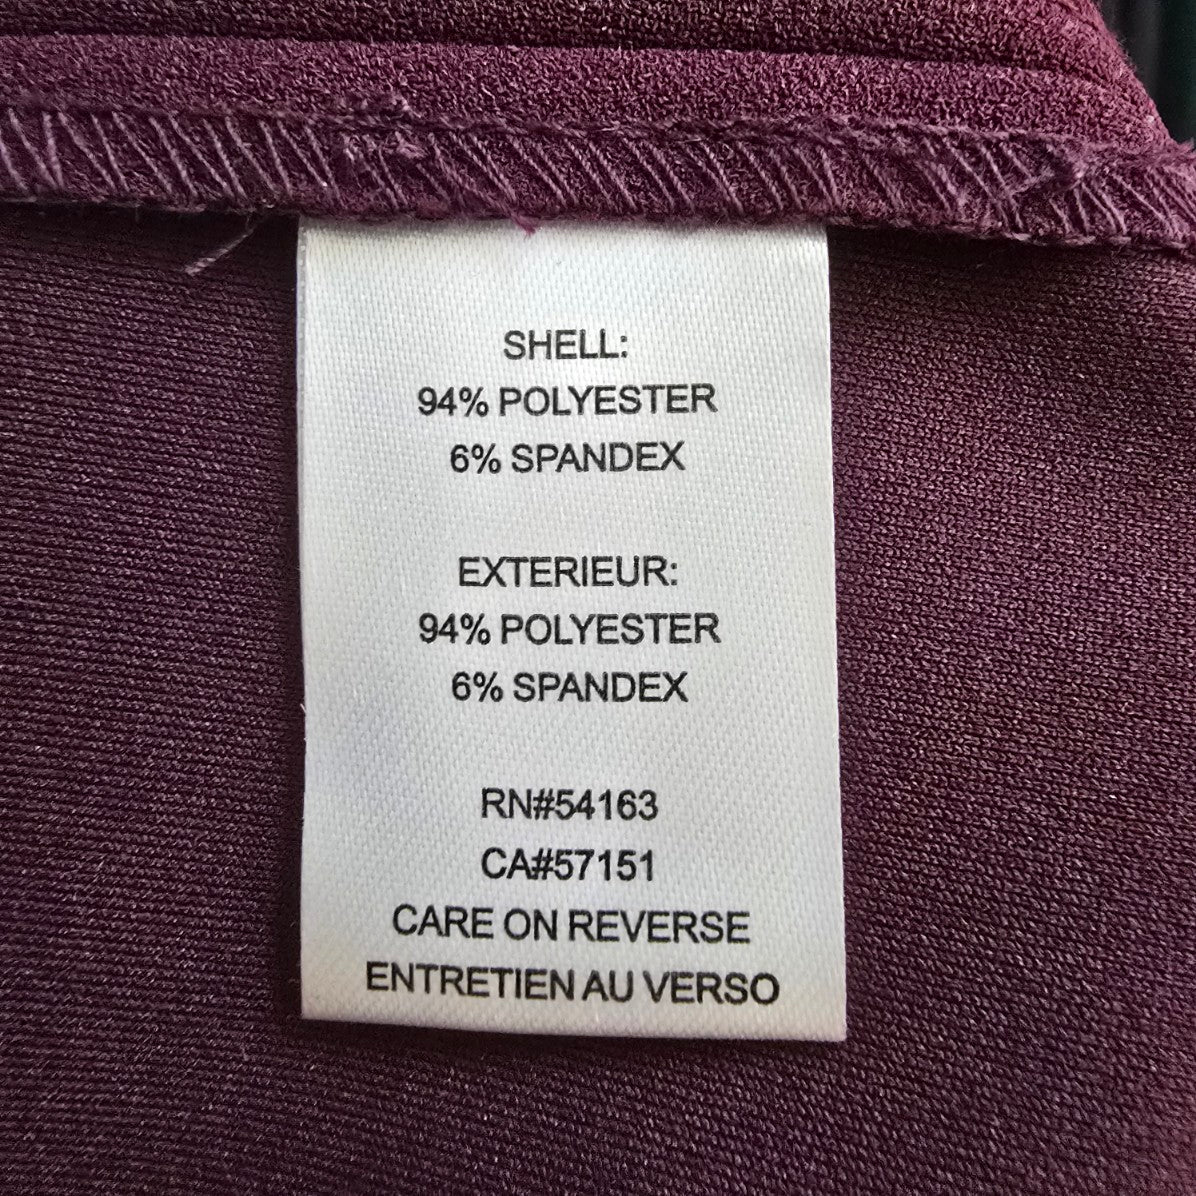 SHELL:
94% POLYESTER
6% SPANDEX
EXTERIEUR:
94% POLYESTER
6% SPANDEX
RN#54163
CA#57151
CARE ON REVERSE
ENTRETIEN AU VERSO